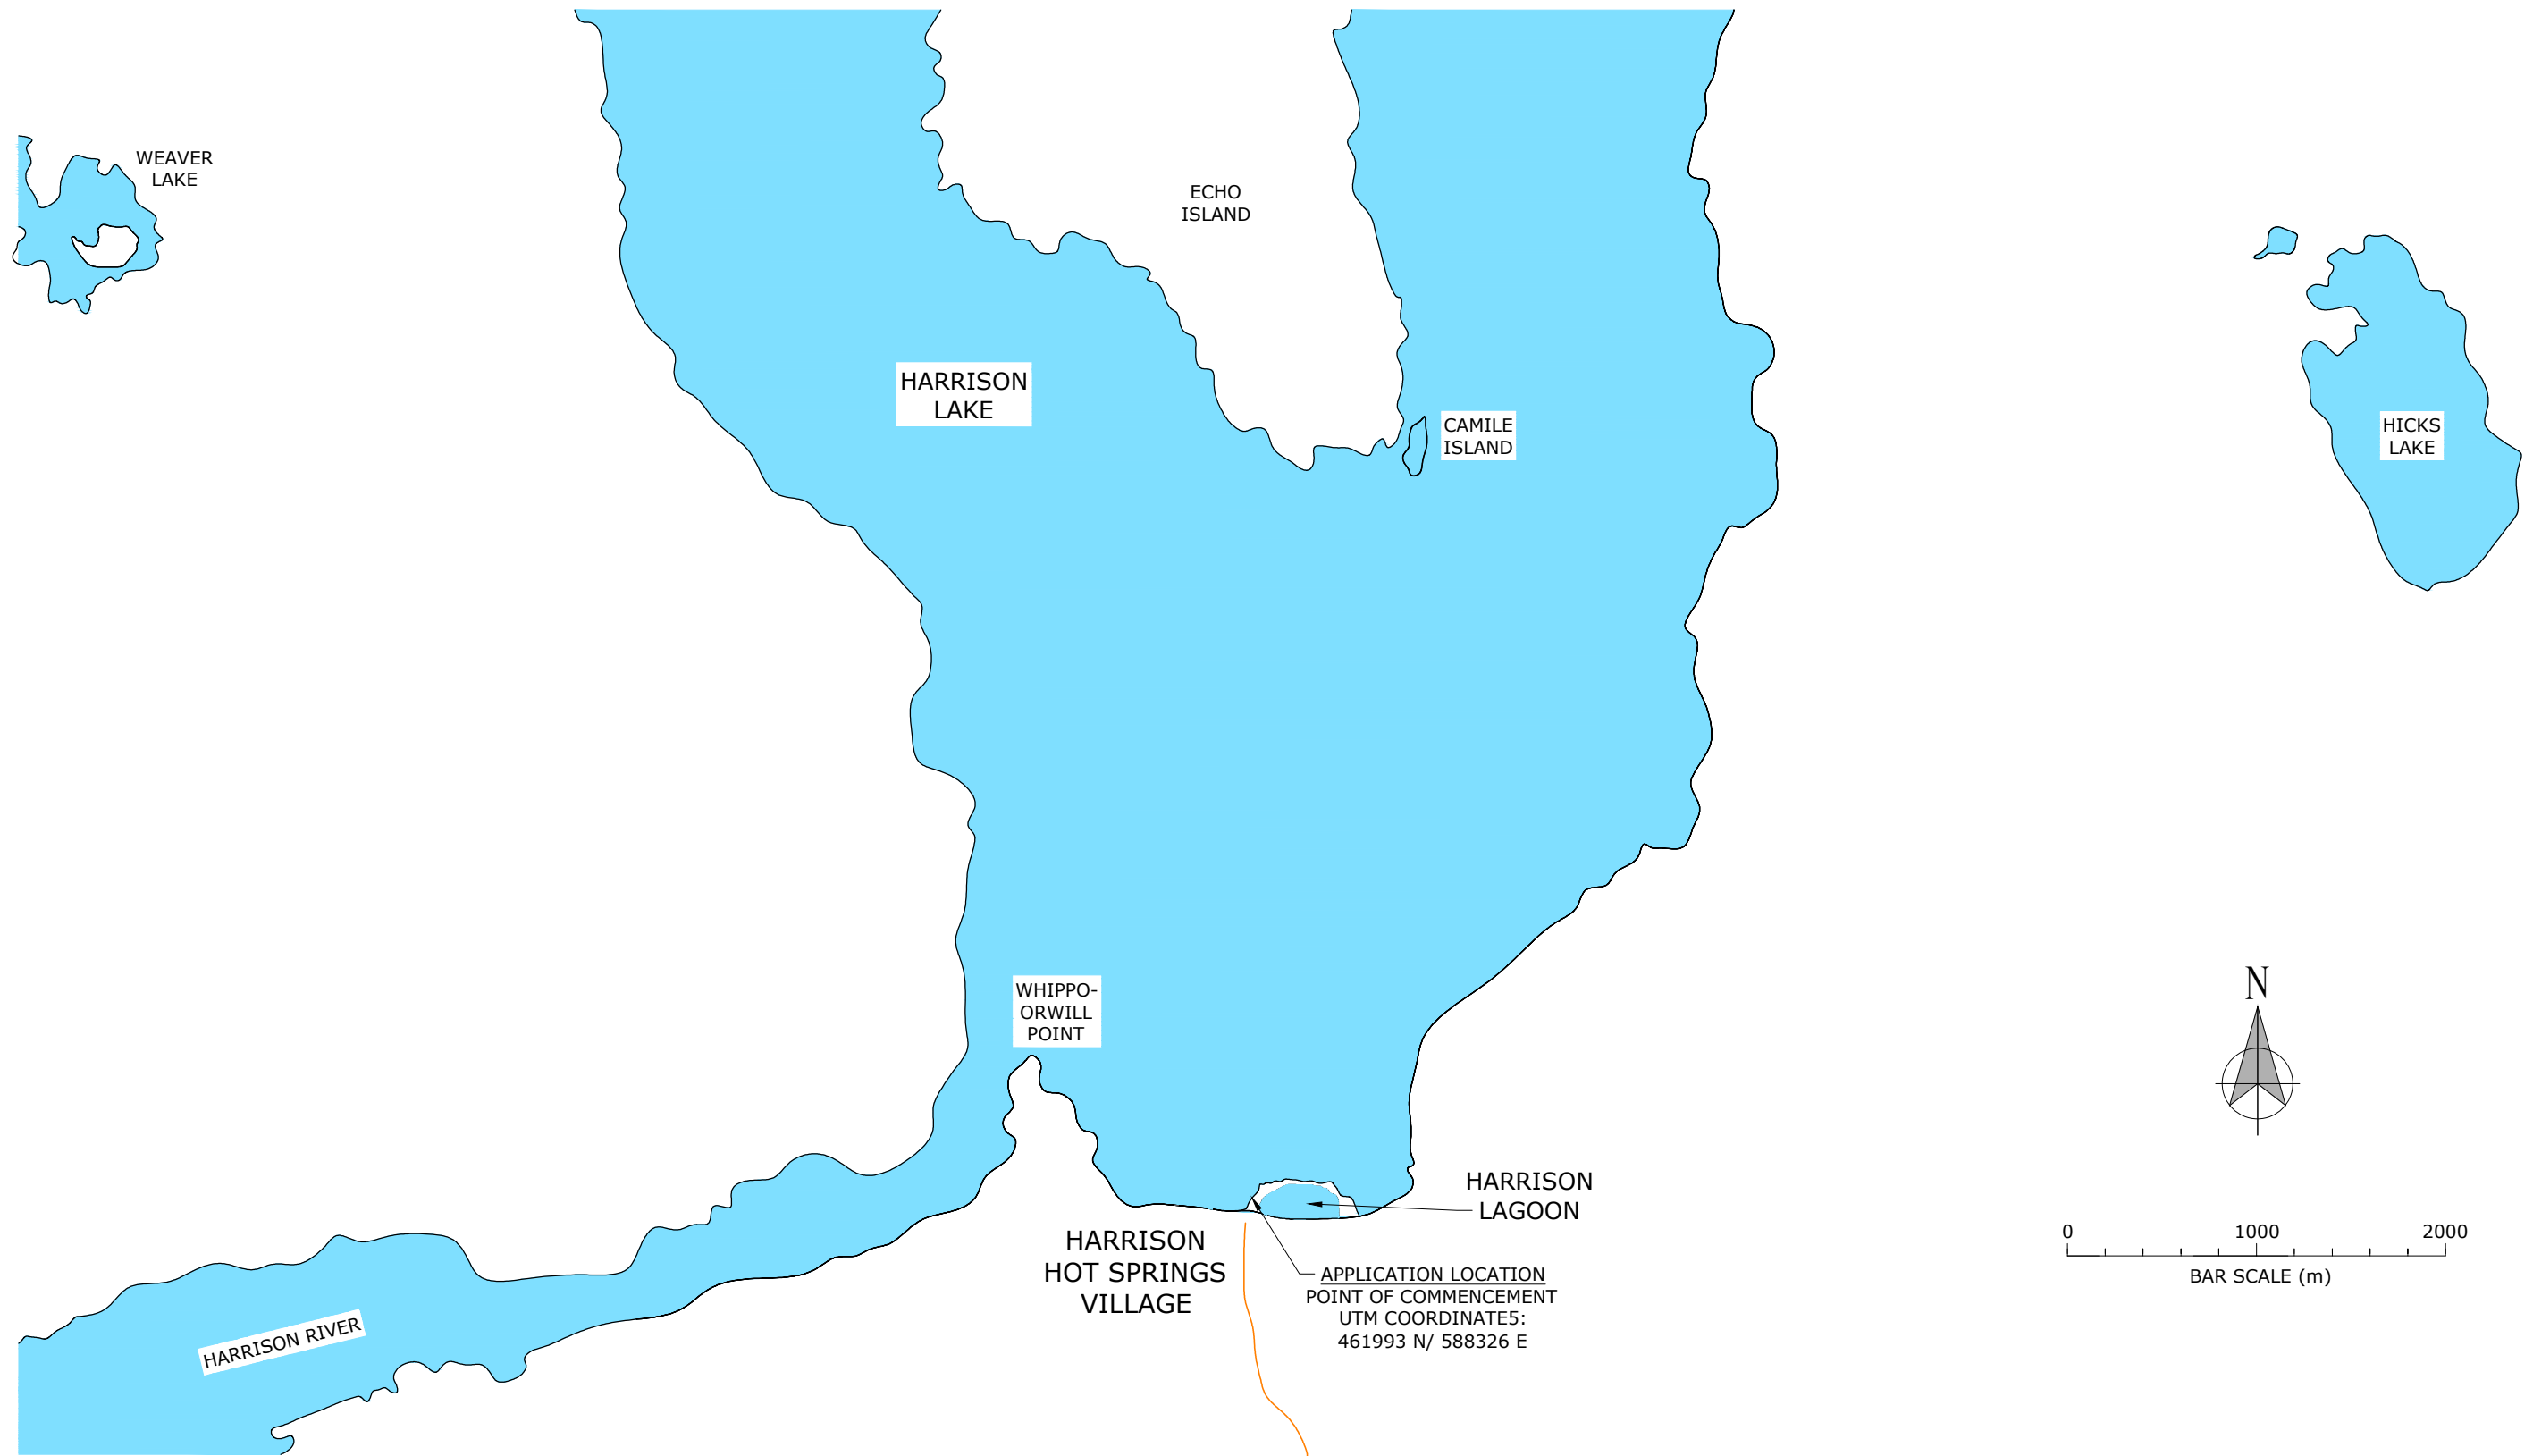 WEAVER
LAKE
ECHO
ISLAND
HARRISON
LAKE
CAMILE
ISLAND
HICKS
LAKE
WHIPPO-
ORWILL
POINT
N
HARRISON
LAGOON
HARRISON
HOT SPRINGS
VILLAGE
APPLICATION LOCATION
POINT OF COMMENCEMENT
UTM COORDINATE5:
461993 N/ 588326 E
0 1000 2000
BAR SCALE (m)
HARRISON RIVER